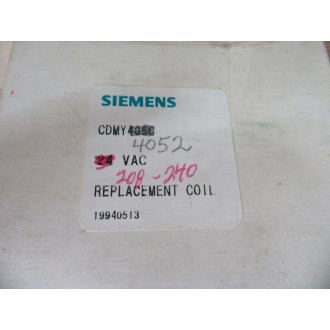 SIEMENS
CDMY405C
4052
24 VAC
208-240
REPLACEMENT COIL
19940513